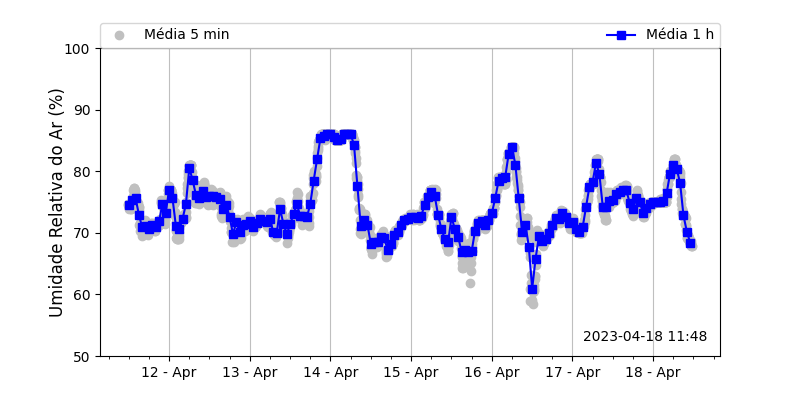 Média 5 min
Média 1 h
Umidade Relativa do Ar (%)
100
90
80
70
60
50
2023-04-18 11:48
12 - Apr
13 - Apr
14 - Apr
15 - Apr
16 - Apr
17 - Apr
18 - Apr